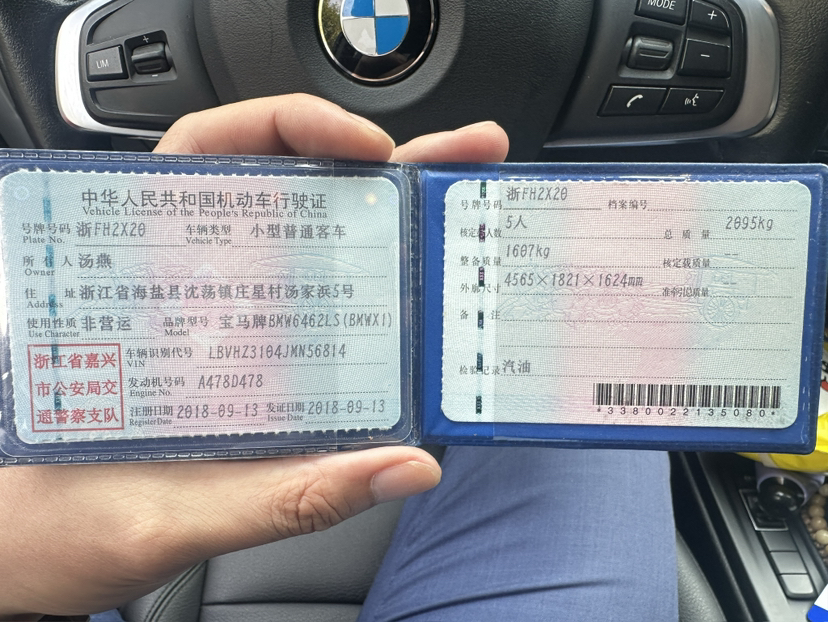 MODE
LIM
中华人民共和国机动车行驶证
Vehicle License of the People's Republic of China
号牌号码 浙FH2X20 车辆类型 小型普通客车
Plate No. Vehicle Type
所有人 汤燕
Owner
住址 浙江省海盐县沈荡镇庄星村汤家浜5号
Address
使用性质 非营运 品牌型号 宝马牌BMW6462LS(BMWX1)
Use Character Model
浙江省嘉兴
市公安局交
通警察支队
车辆识别代号 LBVHZ3104JMN56814
VIN
发动机号码 A478D478
Engine No.
注册日期 2018-09-13 发证日期 2018-09-13
Register Date Issue Date
号牌号码 浙FH2X20 档案编号
核定载人数 5人 总质量 2095kg
整备质量 1607kg 核定载质量 --
外廓尺寸 4565×1821×1624mm 准牵引总质量 --
备注
检验记录 汽油
*3380022135080*